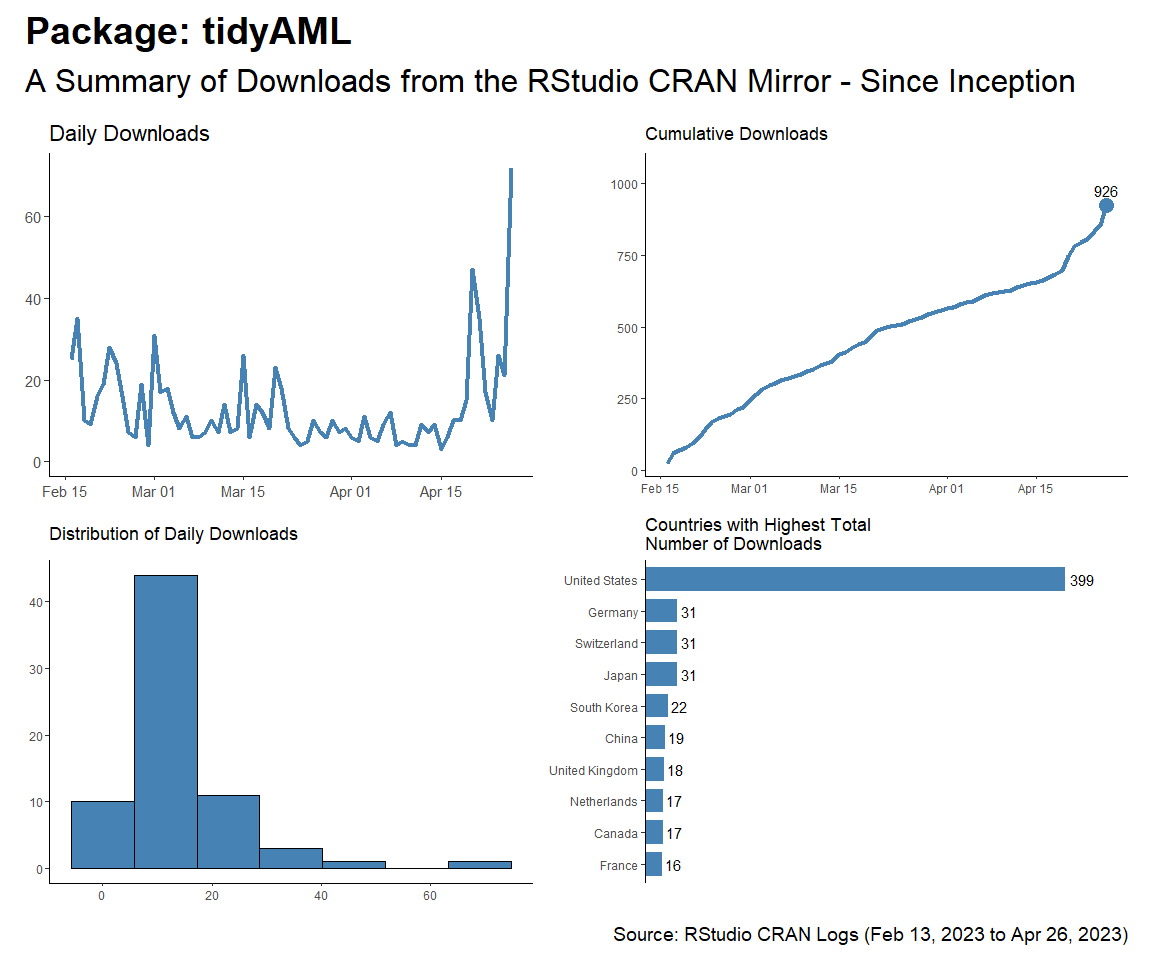 Package: tidyAML
A Summary of Downloads from the RStudio CRAN Mirror - Since Inception
Daily Downloads
60
40
20
0
Feb 15 Mar 01 Mar 15 Apr 01 Apr 15
Cumulative Downloads
1000
750
500
250
0
926
Feb 15 Mar 01 Mar 15 Apr 01 Apr 15
Distribution of Daily Downloads
40
30
20
10
0
0 20 40 60
Countries with Highest Total
Number of Downloads
United States 399
Germany 31
Switzerland 31
Japan 31
South Korea 22
China 19
United Kingdom 18
Netherlands 17
Canada 17
France 16
Source: RStudio CRAN Logs (Feb 13, 2023 to Apr 26, 2023)